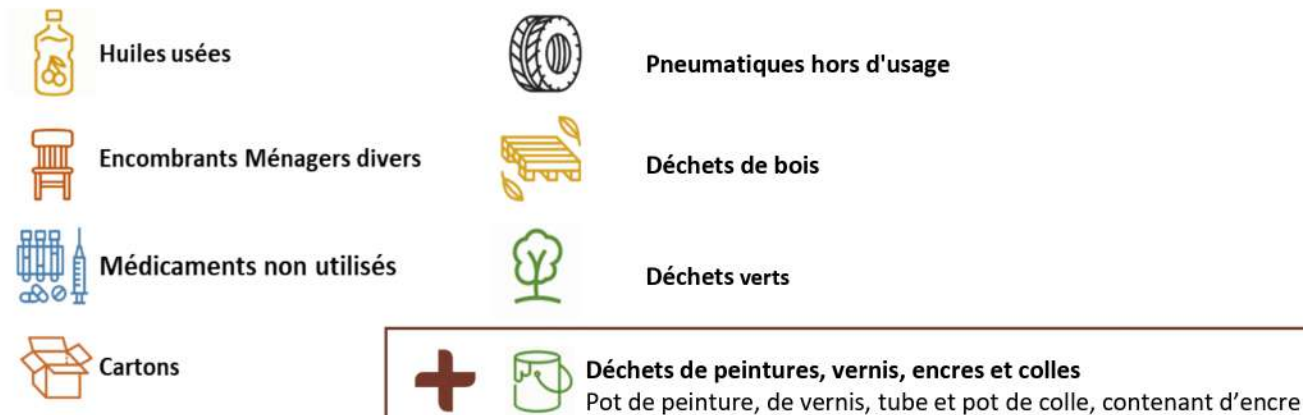 Huiles usées
Pneumatiques hors d'usage
Encombrants Ménagers divers
Déchets de bois
Médicaments non utilisés
Déchets verts
Cartons
Déchets de peintures, vernis, encres et colles
Pot de peinture, de vernis, tube et pot de colle, contenant d’encre